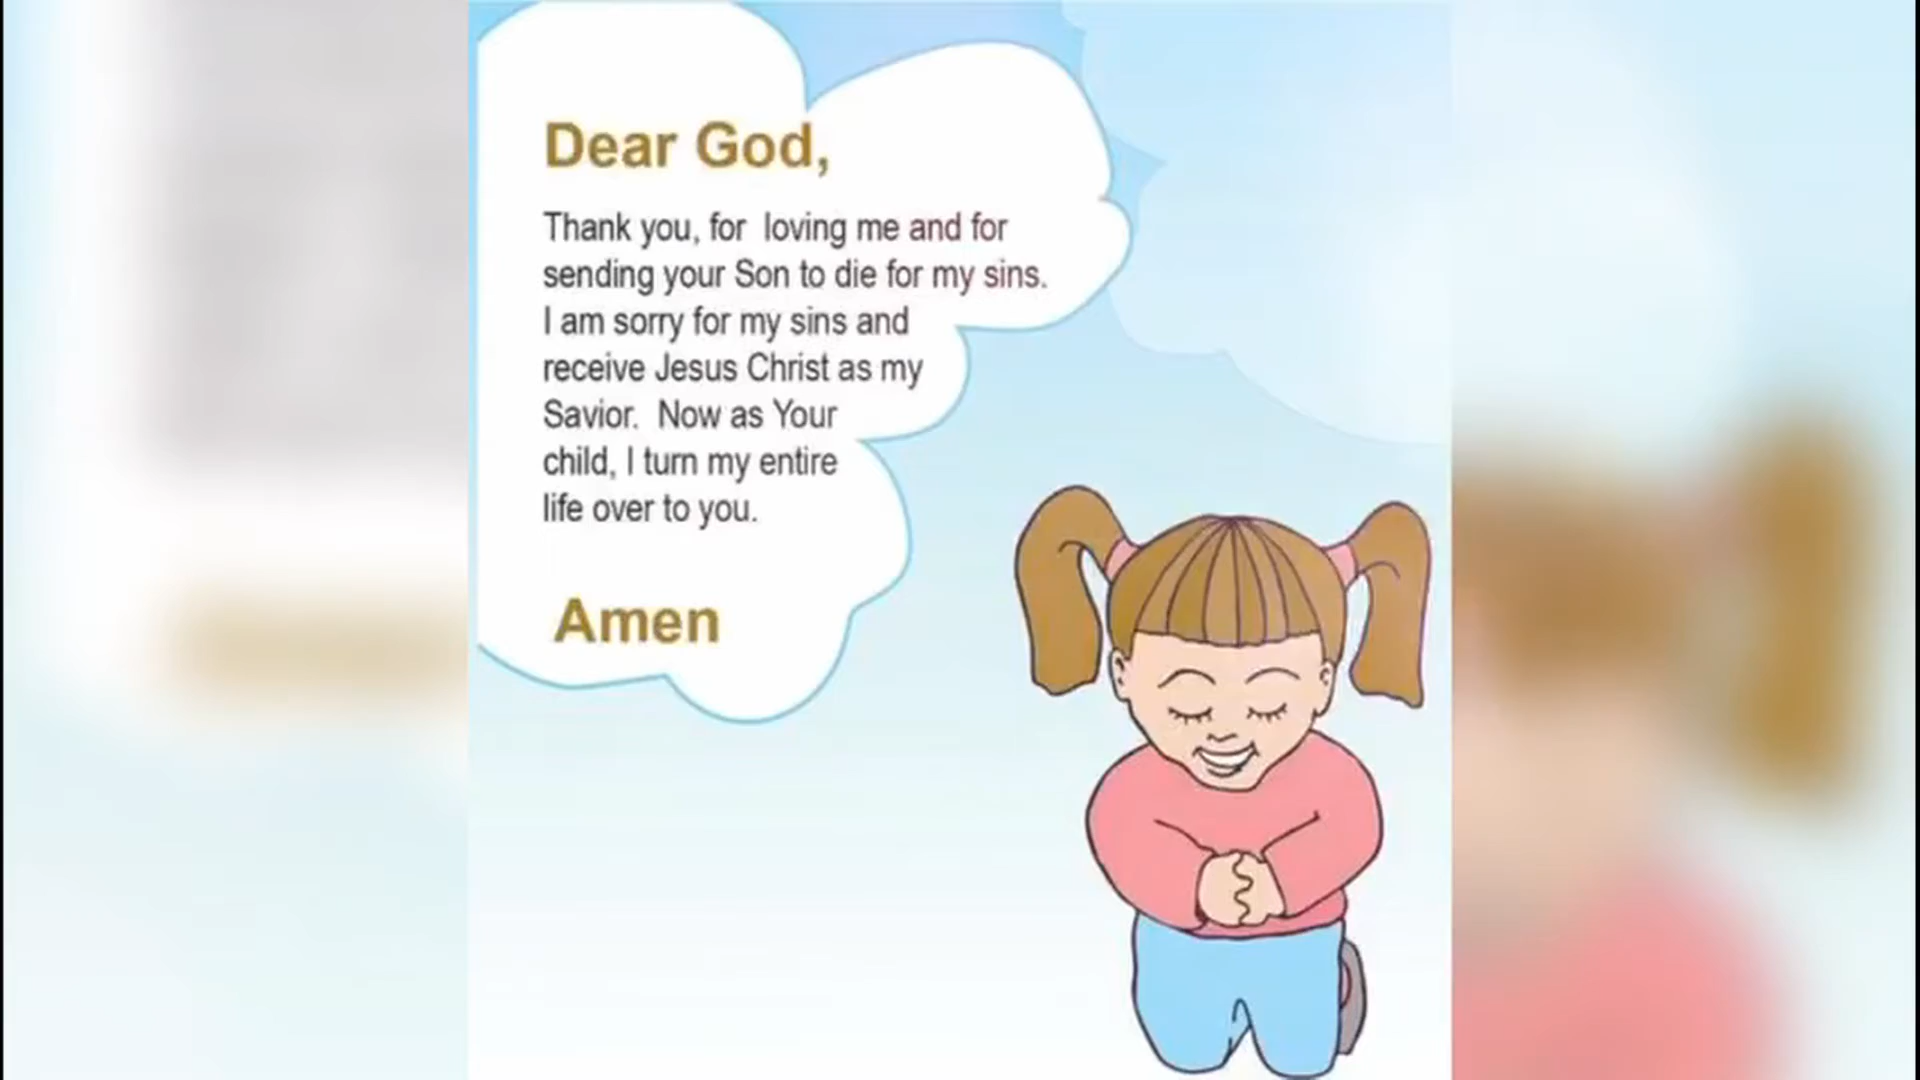 Dear God,
Thank you, for loving me and for
sending your Son to die for my sins.
I am sorry for my sins and
receive Jesus Christ as my
Savior. Now as Your
child, I turn my entire
life over to you.
Amen